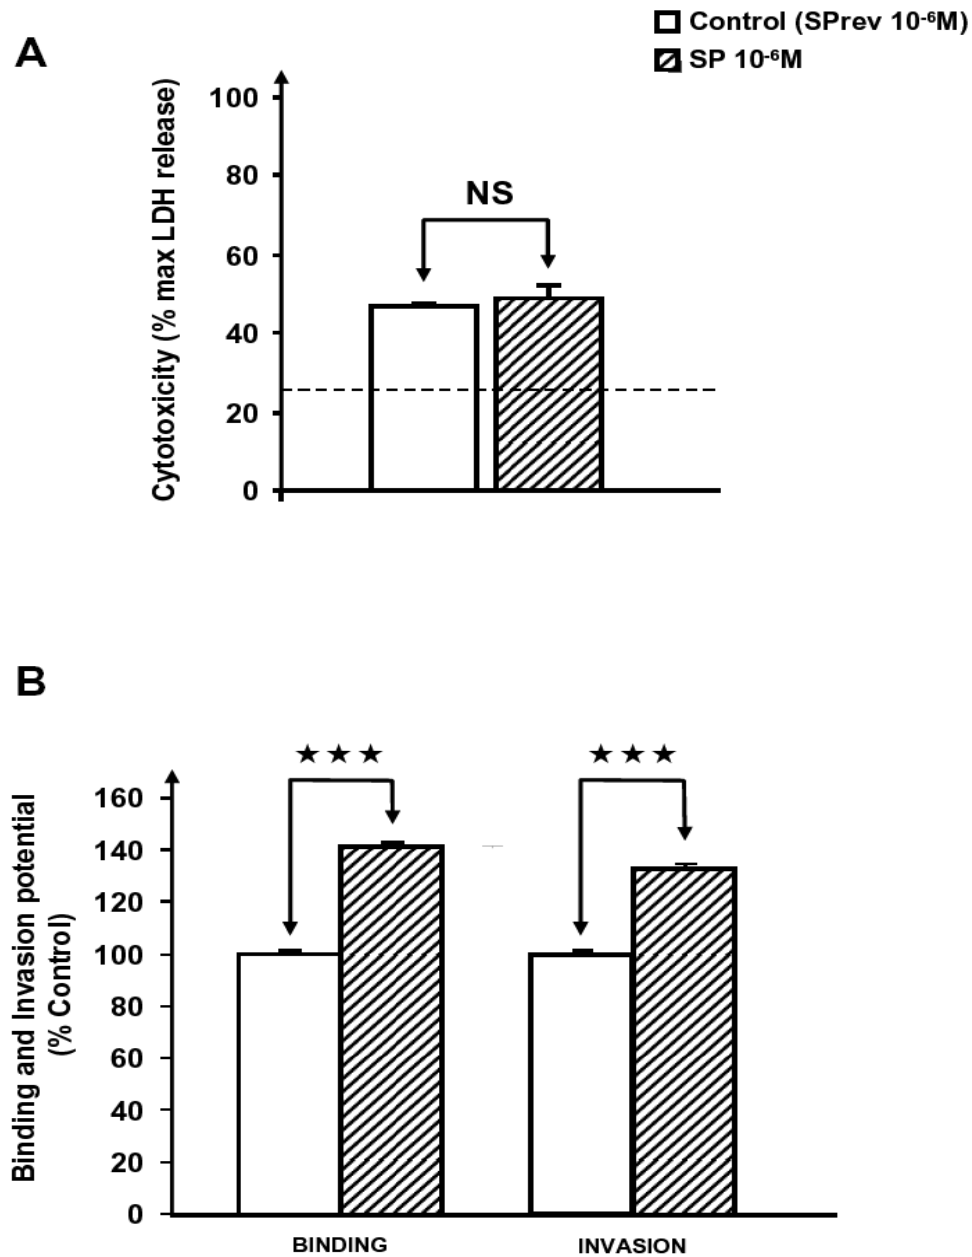 Control (SPrev 10⁻⁶M)
SP 10⁻⁶M
A
Cytotoxicity (% max LDH release)
100
80
60
40
20
0
NS
B
Binding and Invasion potential
(% Control)
160
140
120
100
80
60
40
20
0
★★★
★★★
BINDING
INVASION